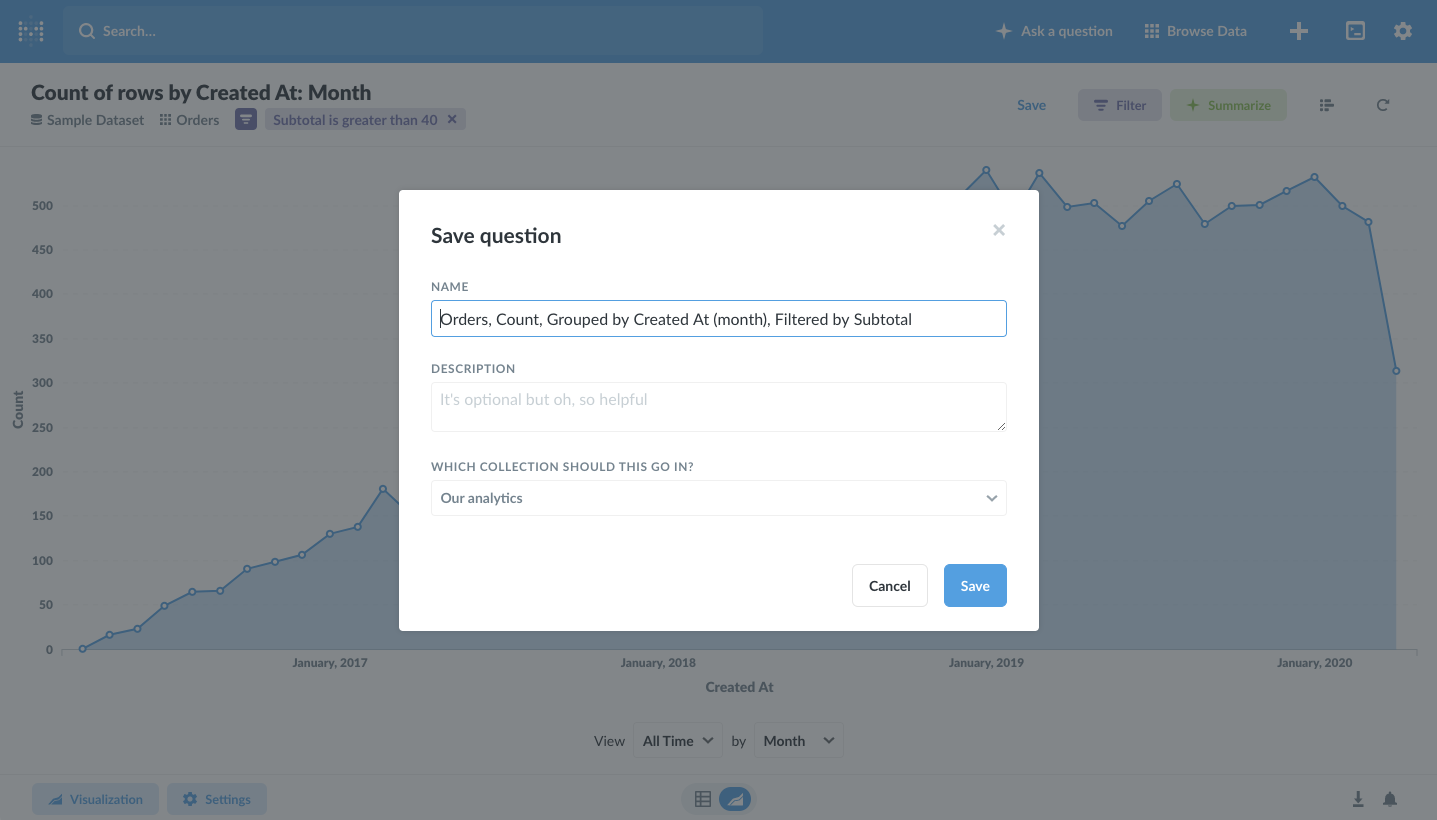 Search...
Ask a question
Browse Data
Count of rows by Created At: Month
Sample Dataset
Orders
Subtotal is greater than 40
Save
Filter
Summarize
Save question
NAME
Orders, Count, Grouped by Created At (month), Filtered by Subtotal
DESCRIPTION
It's optional but oh, so helpful
WHICH COLLECTION SHOULD THIS GO IN?
Our analytics
Cancel
Save
Count
500
450
400
350
300
250
200
150
100
50
0
January, 2017
January, 2018
January, 2019
January, 2020
Created At
View
All Time
by
Month
Visualization
Settings